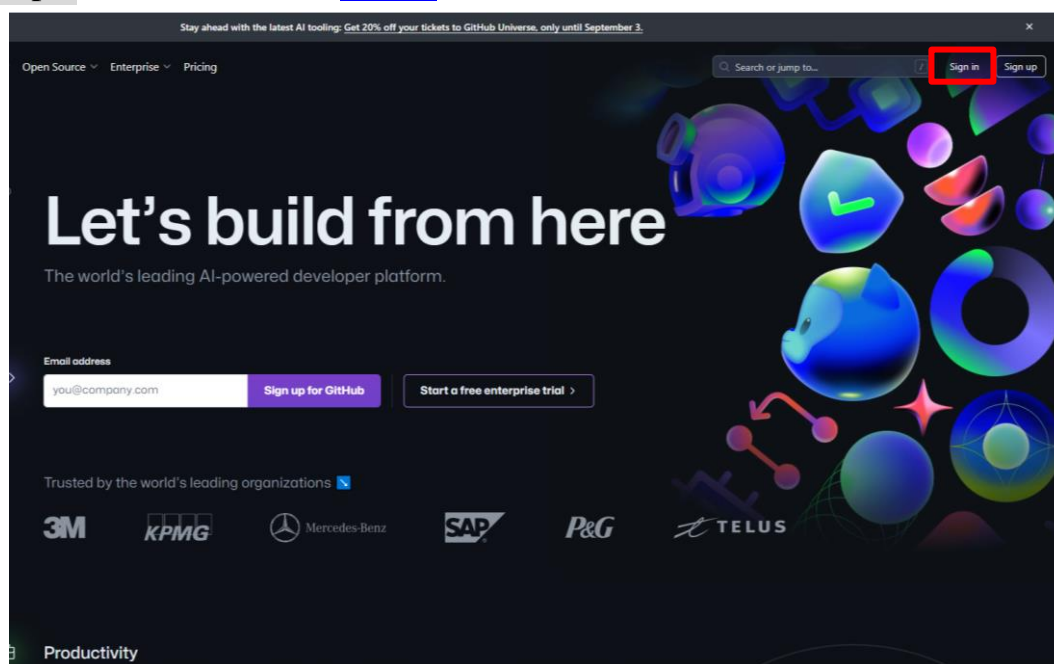 Stay ahead with the latest AI tooling: Get 20% off your tickets to GitHub Universe, only until September 3. ×
Open Source Enterprise Pricing Search or jump to... / Sign in Sign up
Let's build from here
The world's leading AI-powered developer platform.
Email address
you@company.com Sign up for GitHub Start a free enterprise trial >
Trusted by the world's leading organizations
3M KPMG Mercedes-Benz SAP P&G TELUS
Productivity